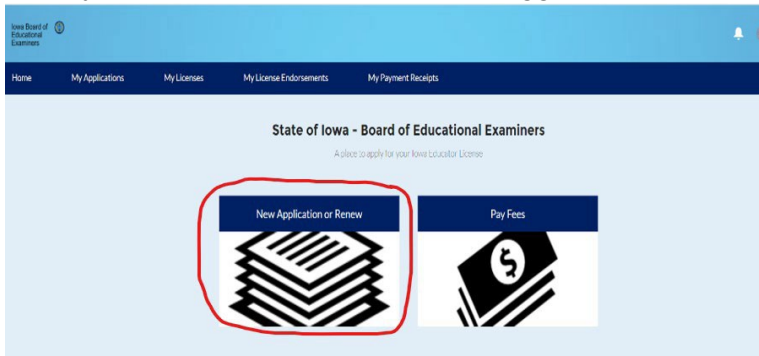 Iowa Board of
Educational
Examiners
Home My Applications My Licenses My License Endorsements My Payment Receipts
State of Iowa - Board of Educational Examiners
A place to apply for your Iowa Educator License
New Application or Renew Pay Fees
$